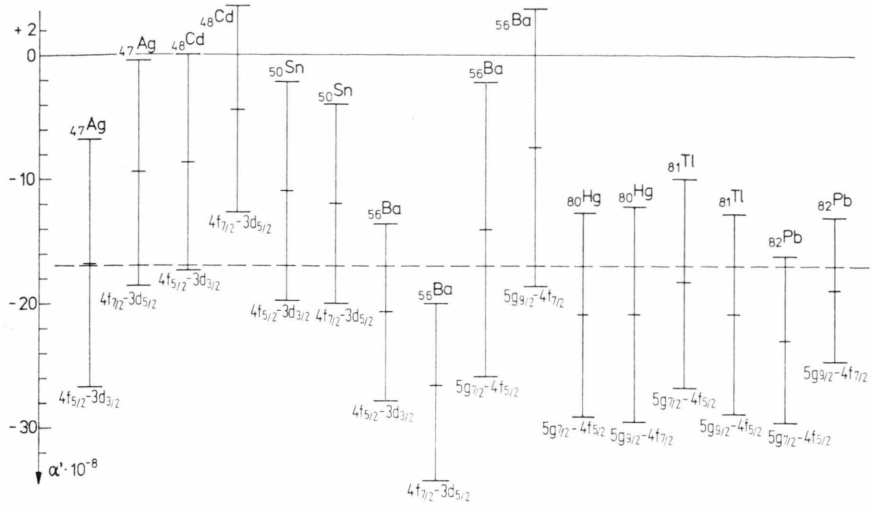 +2
0
-10
-20
-30
α'·10⁻⁸
₄₇Ag
4f₅/₂-3d₃/₂
₄₇Ag
4f₇/₂-3d₅/₂
₄₈Cd
4f₅/₂-3d₃/₂
₄₈Cd
4f₇/₂-3d₅/₂
₅₀Sn
4f₅/₂-3d₃/₂
₅₀Sn
4f₇/₂-3d₅/₂
₅₆Ba
4f₅/₂-3d₃/₂
₅₆Ba
4f₇/₂-3d₅/₂
₅₆Ba
5g₇/₂-4f₅/₂
₅₆Ba
5g₉/₂-4f₇/₂
₈₀Hg
5g₇/₂-4f₅/₂
₈₀Hg
5g₉/₂-4f₇/₂
₈₁Tl
5g₇/₂-4f₅/₂
₈₁Tl
5g₉/₂-4f₅/₂
₈₂Pb
5g₇/₂-4f₅/₂
₈₂Pb
5g₉/₂-4f₇/₂